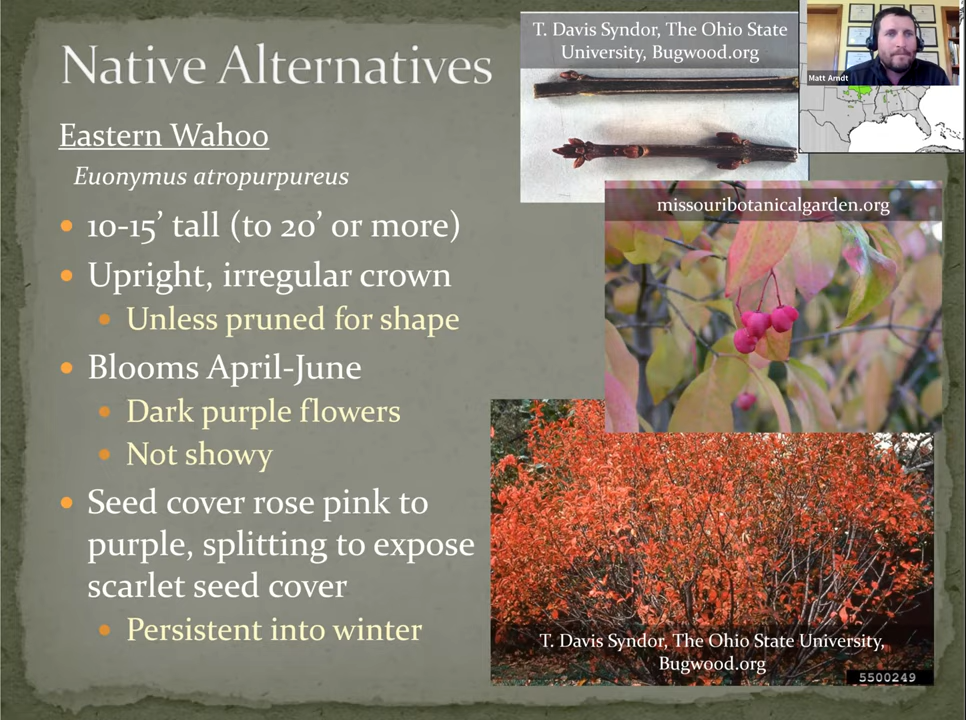 Native Alternatives
Eastern Wahoo
Euonymus atropurpureus
10-15’ tall (to 20’ or more)
Upright, irregular crown
Unless pruned for shape
Blooms April-June
Dark purple flowers
Not showy
Seed cover rose pink to
purple, splitting to expose
scarlet seed cover
Persistent into winter
T. Davis Syndor, The Ohio State
University, Bugwood.org
Matt Arndt
missouribotanicalgarden.org
T. Davis Syndor, The Ohio State University,
Bugwood.org
5500249